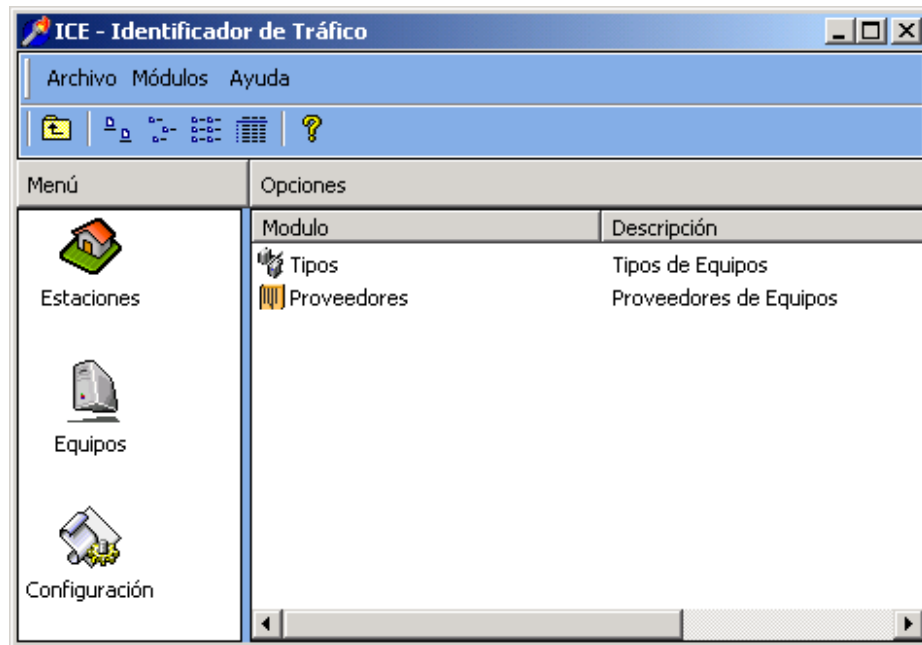 ICE - Identificador de Tráfico
Archivo Módulos Ayuda
Menú
Opciones
Estaciones
Equipos
Configuración
Modulo Descripción
Tipos Tipos de Equipos
Proveedores Proveedores de Equipos